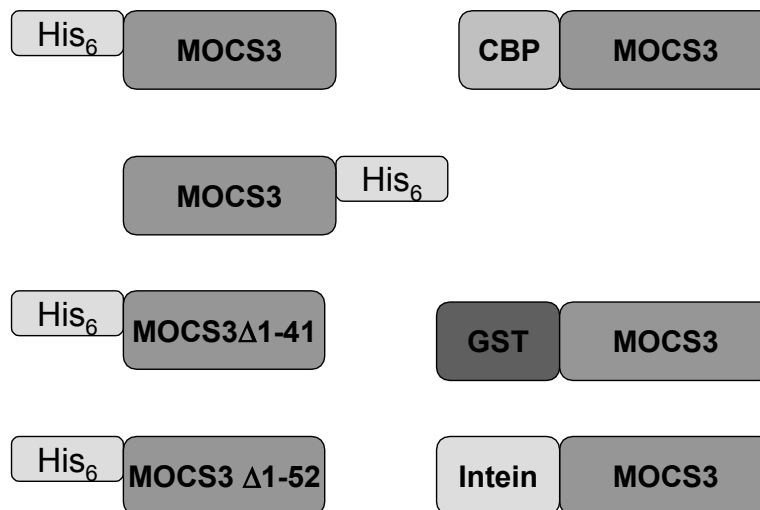 His₆ MOCS3 CBP MOCS3
MOCS3 His₆
His₆ MOCS3Δ1-41 GST MOCS3
His₆ MOCS3 Δ1-52 Intein MOCS3